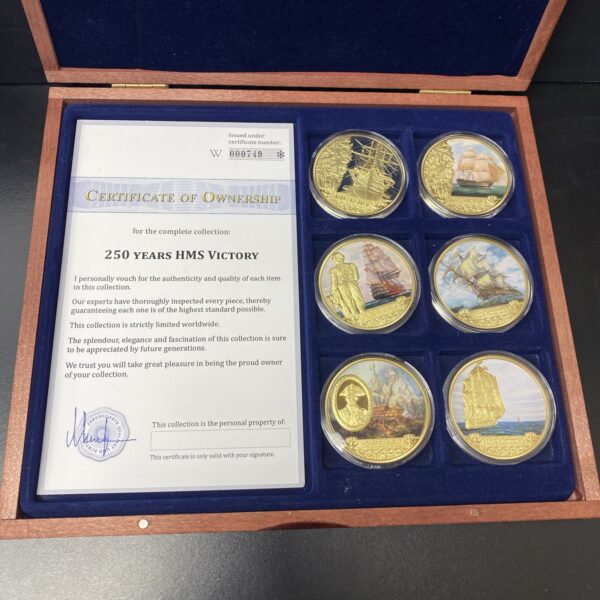 Issued under
certificate number:
W 000749 *
CERTIFICATE OF OWNERSHIP
for the complete collection:
250 YEARS HMS VICTORY
I personally vouch for the authenticity and quality of each item
in this collection.
Our experts have thoroughly inspected every piece, thereby
guaranteeing each one is of the highest standard possible.
This collection is strictly limited worldwide.
The splendour, elegance and fascination of this collection is sure
to be appreciated by future generations.
We trust you will take great pleasure in being the proud owner
of your collection.
This collection is the personal property of:
This certificate is only valid with your signature.